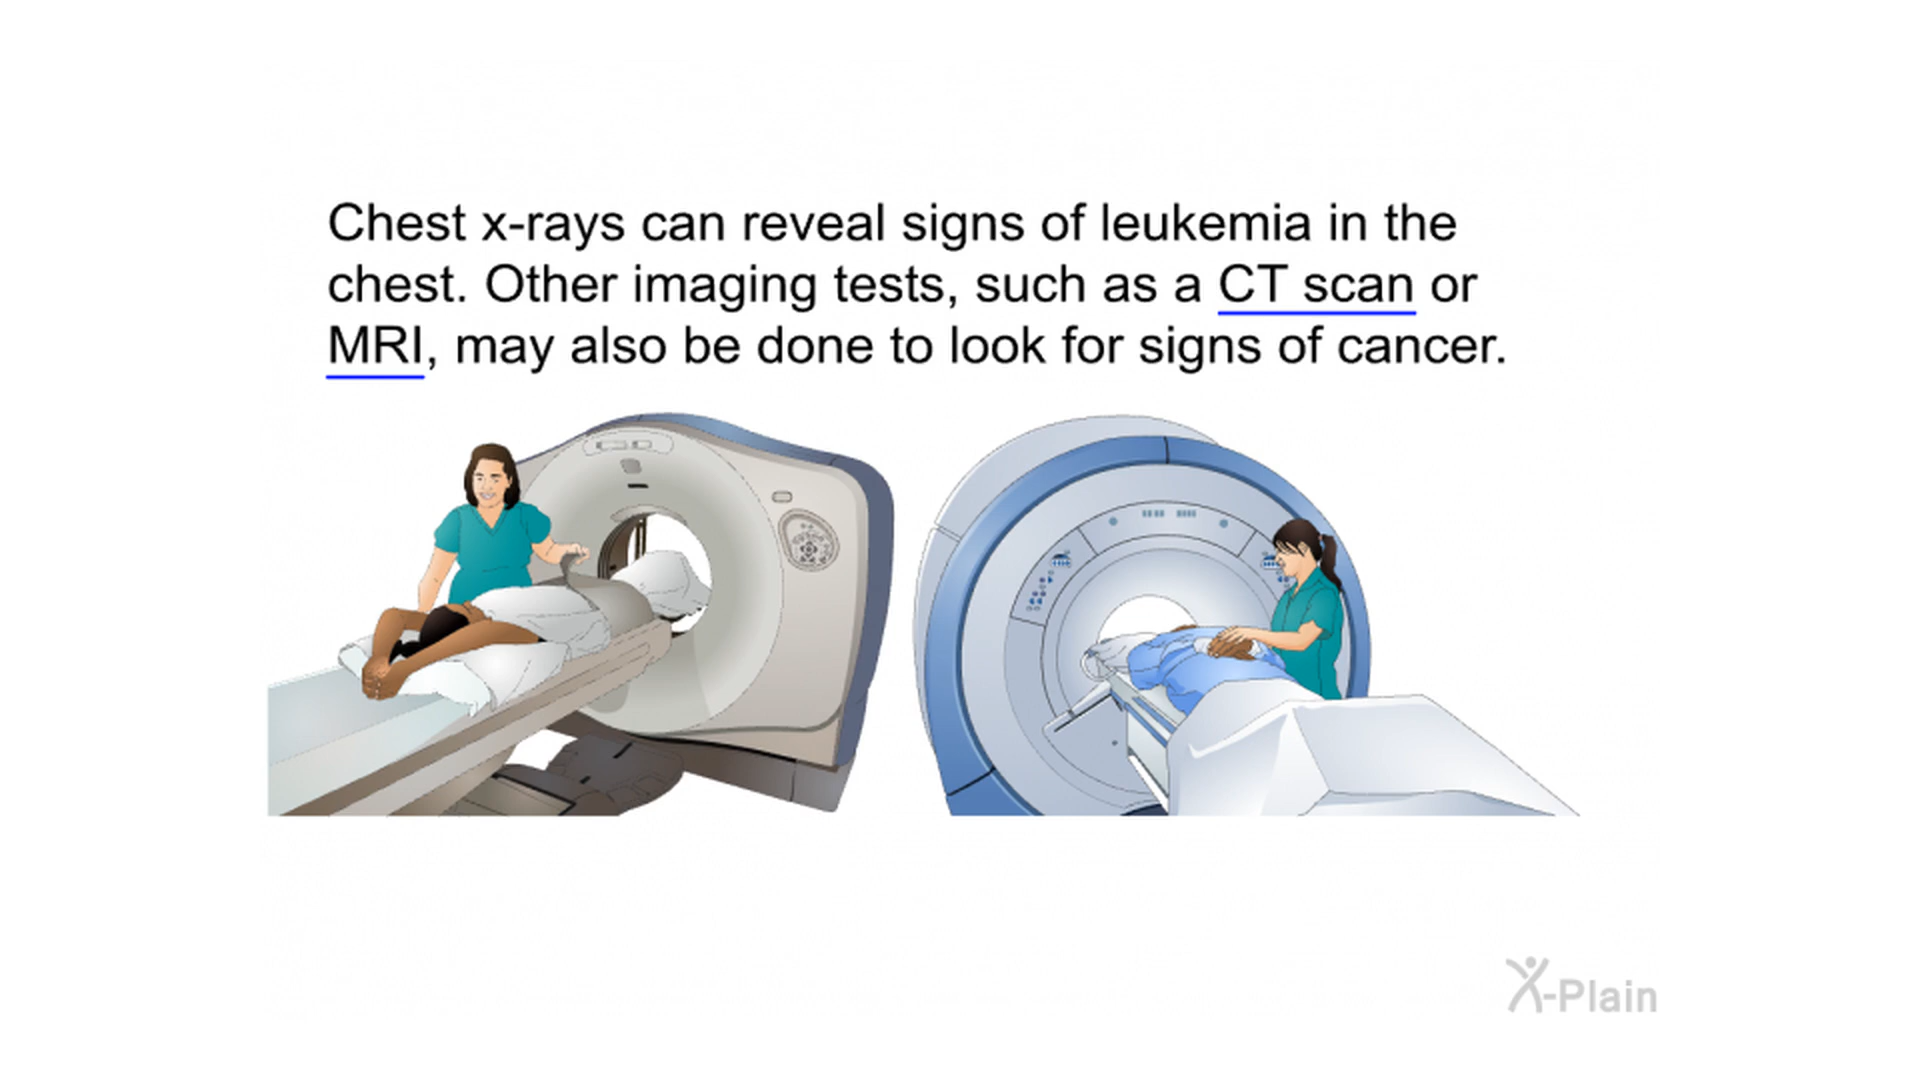 Chest x-rays can reveal signs of leukemia in the
chest. Other imaging tests, such as a CT scan or
MRI, may also be done to look for signs of cancer.
X-Plain